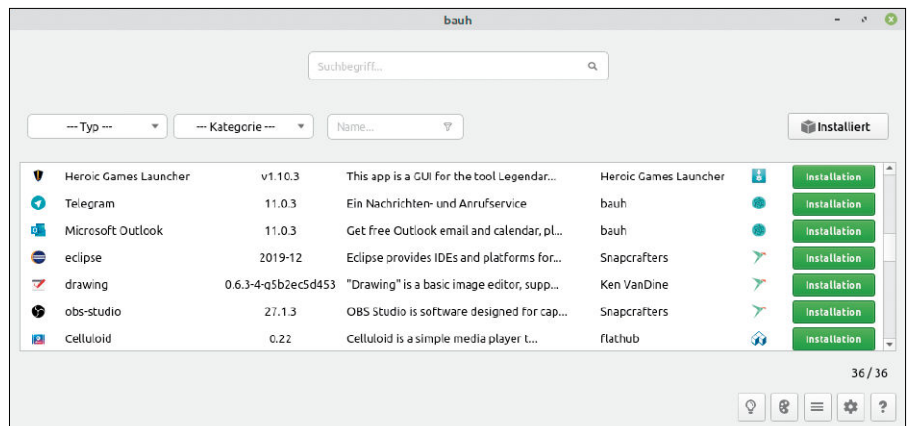 bauh
Suchbegriff...
--- Typ --- --- Kategorie --- Name... Installiert
Heroic Games Launcher v1.10.3 This app is a GUI for the tool Legendar... Heroic Games Launcher Installation
Telegram 11.0.3 Ein Nachrichten- und Anrufservice bauh Installation
Microsoft Outlook 11.0.3 Get free Outlook email and calendar, pl... bauh Installation
eclipse 2019-12 Eclipse provides IDEs and platforms for... Snapcrafters Installation
drawing 0.6.3-4-g5b2ec5d453 "Drawing" is a basic image editor, supp... Ken VanDine Installation
obs-studio 27.1.3 OBS Studio is software designed for cap... Snapcrafters Installation
Celluloid 0.22 Celluloid is a simple media player t... flathub Installation
36 / 36
?